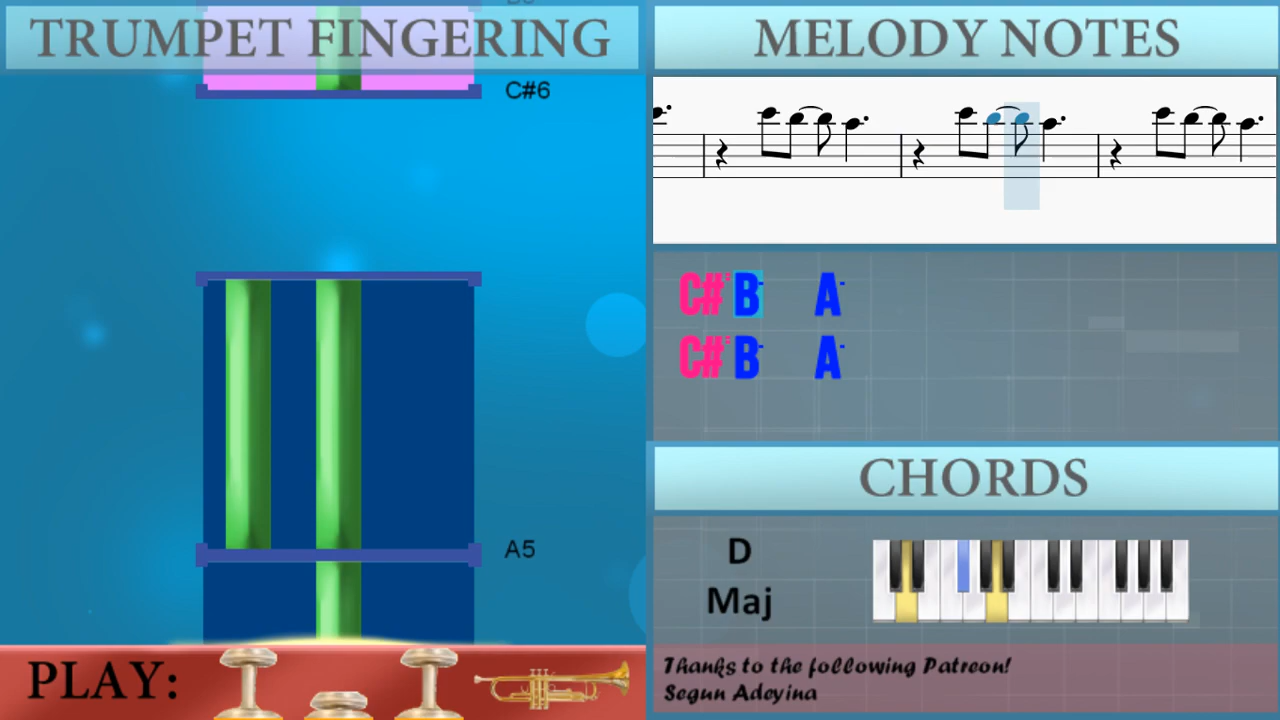 TRUMPET FINGERING
MELODY NOTES
C#6
C# B A
C# B A
CHORDS
A5
D
Maj
PLAY:
Thanks to the following Patreon!
Segun Adeyina